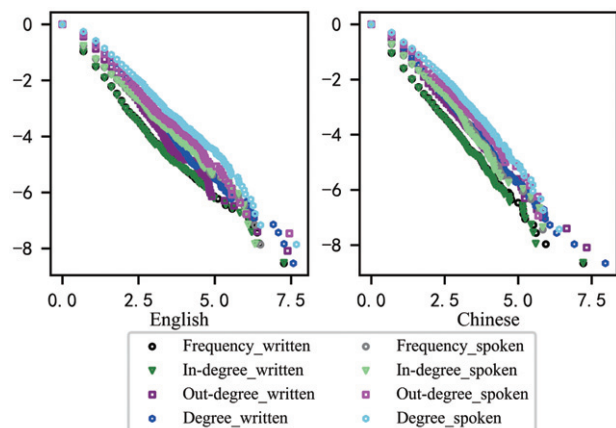 0
−2
−4
−6
−8
0.0 2.5 5.0 7.5
English
0
−2
−4
−6
−8
0.0 2.5 5.0 7.5
Chinese
Frequency_written
In-degree_written
Out-degree_written
Degree_written
Frequency_spoken
In-degree_spoken
Out-degree_spoken
Degree_spoken